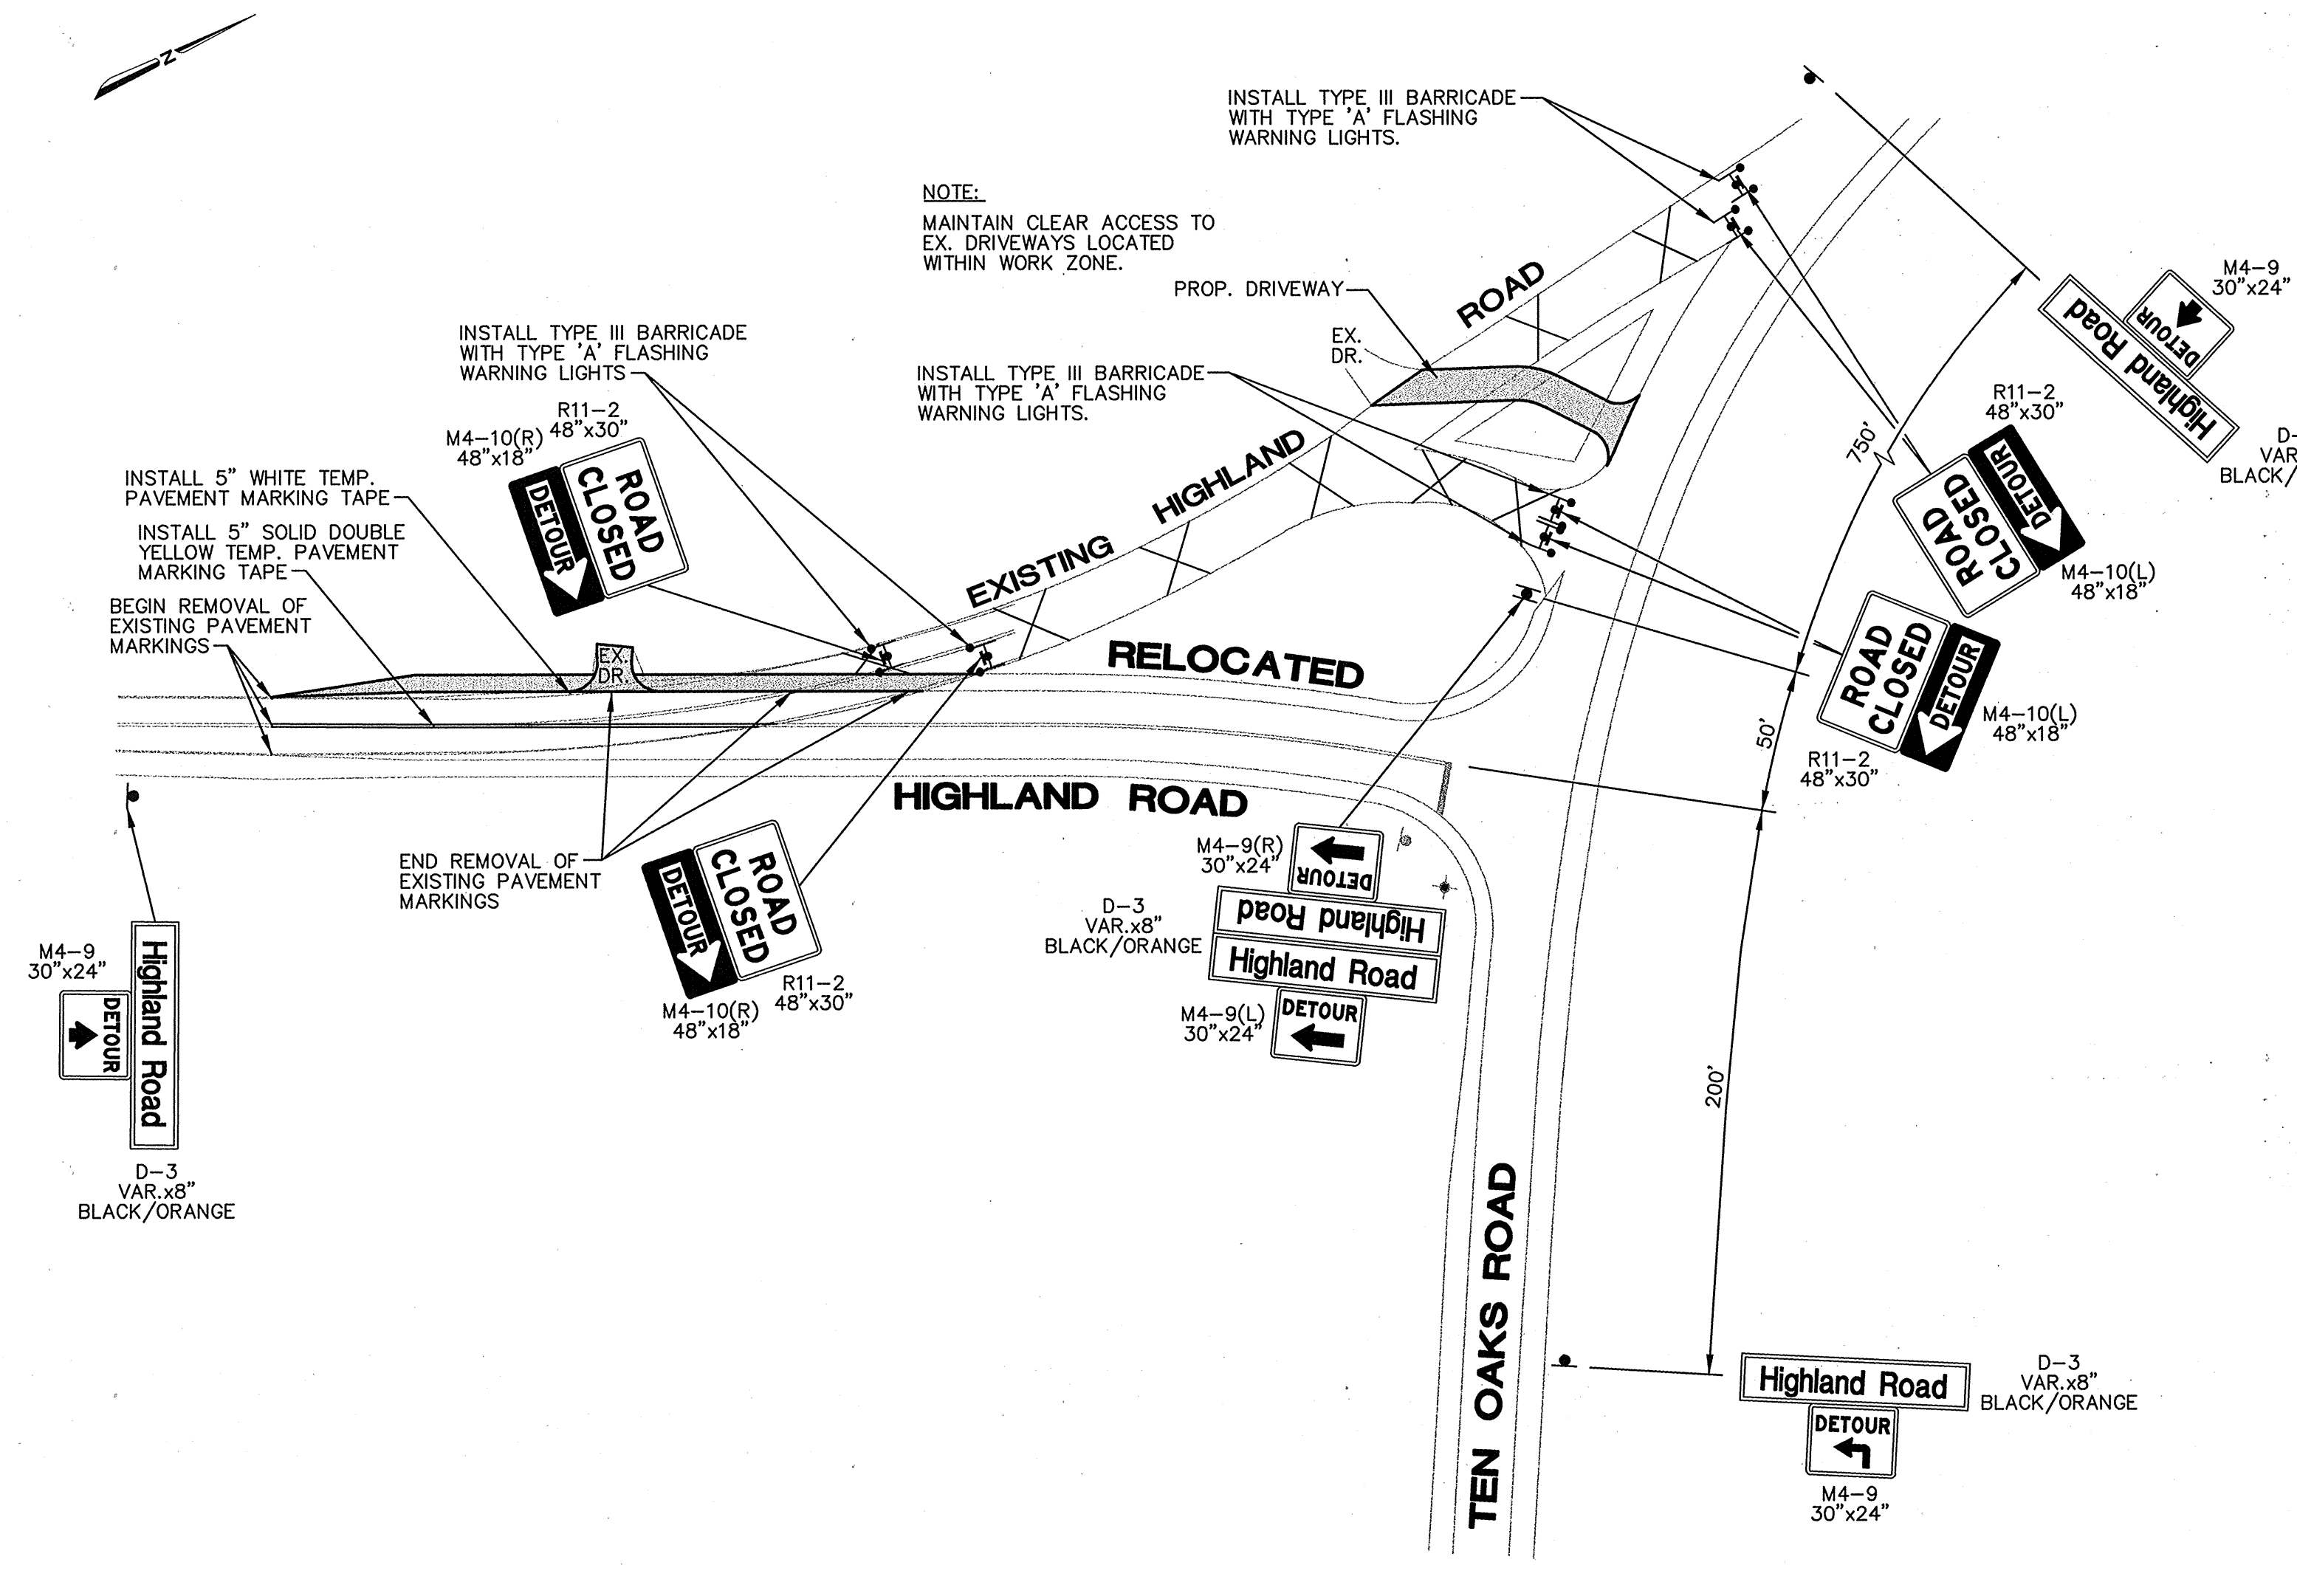 N
INSTALL TYPE III BARRICADE
WITH TYPE 'A' FLASHING
WARNING LIGHTS.
NOTE:
MAINTAIN CLEAR ACCESS TO
EX. DRIVEWAYS LOCATED
WITHIN WORK ZONE.
PROP. DRIVEWAY
EX.
DR.
INSTALL TYPE III BARRICADE
WITH TYPE 'A' FLASHING
WARNING LIGHTS.
INSTALL TYPE III BARRICADE
WITH TYPE 'A' FLASHING
WARNING LIGHTS
R11-2
48"x30"
M4-10(R)
48"x18"
ROAD
CLOSED
DETOUR
INSTALL 5" WHITE TEMP.
PAVEMENT MARKING TAPE
INSTALL 5" SOLID DOUBLE
YELLOW TEMP. PAVEMENT
MARKING TAPE
BEGIN REMOVAL OF
EXISTING PAVEMENT
MARKINGS
EX.
DR.
EXISTING HIGHLAND ROAD
RELOCATED
HIGHLAND ROAD
END REMOVAL OF
EXISTING PAVEMENT
MARKINGS
ROAD
CLOSED
DETOUR
R11-2
48"x30"
M4-10(R)
48"x18"
M4-9
30"x24"
Highland Road
DETOUR
D-3
VAR.x8"
BLACK/ORANGE
M4-9(R)
30"x24"
DETOUR
Highland Road
D-3
VAR.x8"
BLACK/ORANGE
Highland Road
DETOUR
M4-9(L)
30"x24"
TEN OAKS ROAD
M4-9
30"x24"
DETOUR
Highland Road
D-
VAR
BLACK/
R11-2
48"x30"
ROAD
CLOSED
DETOUR
M4-10(L)
48"x18"
ROAD
CLOSED
DETOUR
M4-10(L)
48"x18"
R11-2
48"x30"
750'
50'
200'
Highland Road
DETOUR
D-3
VAR.x8"
BLACK/ORANGE
M4-9
30"x24"